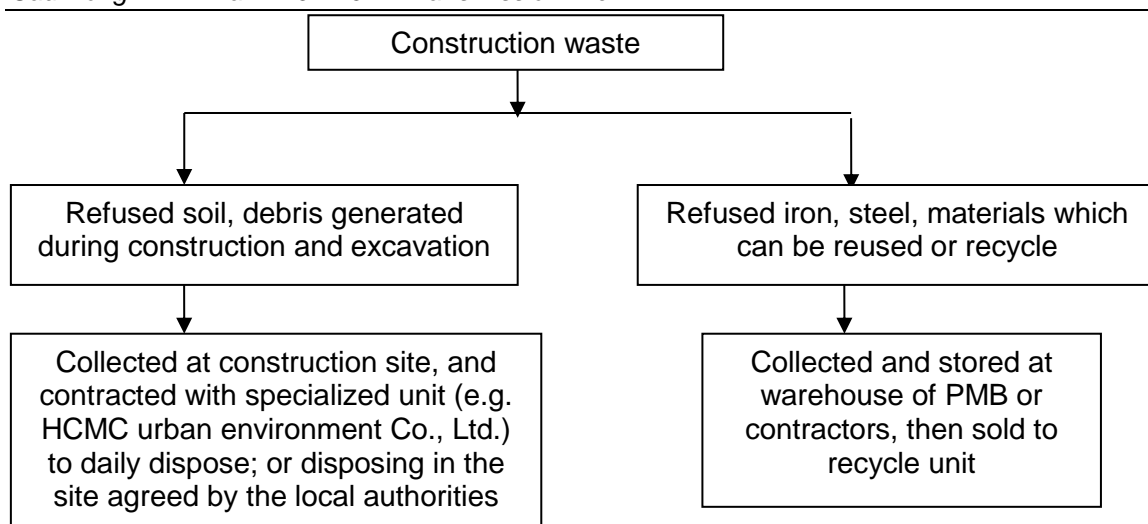 Construction waste
Refused soil, debris generated
during construction and excavation
Refused iron, steel, materials which
can be reused or recycle
Collected at construction site, and
contracted with specialized unit (e.g.
HCMC urban environment Co., Ltd.)
to daily dispose; or disposing in the
site agreed by the local authorities
Collected and stored at
warehouse of PMB or
contractors, then sold to
recycle unit